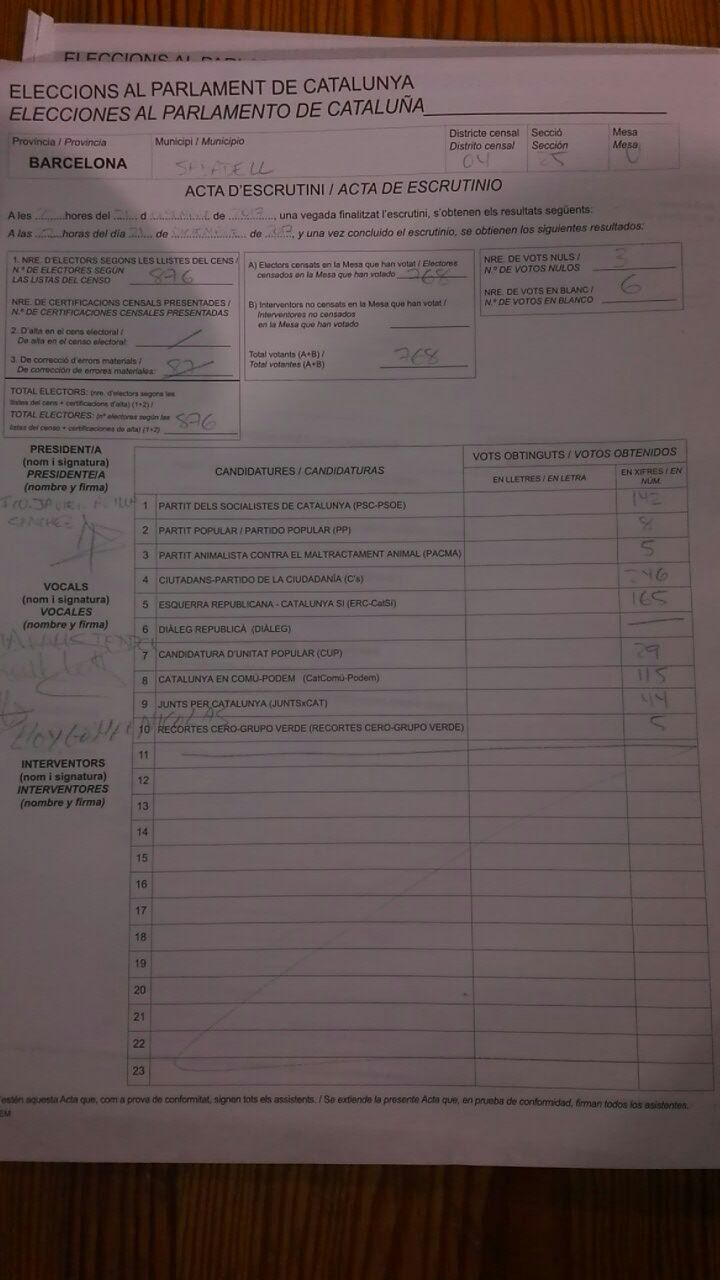 ELECCIONS AL PARLAMENT DE CATALUNYA
ELECCIONES AL PARLAMENTO DE CATALUÑA
Província / Provincia
BARCELONA
Municipi / Municipio
SABADELL
Districte censal
Distrito censal
04
Secció
Sección
25
Mesa
Mesa
U
ACTA D'ESCRUTINI / ACTA DE ESCRUTINIO
A les hores del 21 d de 2017, una vegada finalitzat l'escrutini, s'obtenen els resultats següents:
A las horas del día 21 de DICIEMBRE de 2017, y una vez concluido el escrutinio, se obtienen los siguientes resultados:
1. NRE. D'ELECTORS SEGONS LES LLISTES DEL CENS /
N.º DE ELECTORES SEGÚN
LAS LISTAS DEL CENSO 876
NRE. DE CERTIFICACIONS CENSALS PRESENTADES /
N.º DE CERTIFICACIONES CENSALES PRESENTADAS
2. D'alta en el cens electoral /
De alta en el censo electoral:
3. De correcció d'errors materials /
De corrección de errores materiales:
TOTAL ELECTORS: (nre. d'electors segons les
llistes del cens + certificacions d'alta) (1+2) /
TOTAL ELECTORES: (nº electores según las
listas del censo + certificaciones de alta) (1+2) 876
A) Electors censats en la Mesa que han votat / Electores
censados en la Mesa que han votado 768
B) Interventors no censats en la Mesa que han votat /
Interventores no censados
en la Mesa que han votado
Total votants (A+B) /
Total votantes (A+B) 768
NRE. DE VOTS NULS /
N.º DE VOTOS NULOS 3
NRE. DE VOTS EN BLANC /
N.º DE VOTOS EN BLANCO 6
PRESIDENT/A
(nom i signatura)
PRESIDENTE/A
(nombre y firma)
SANCHEZ
VOCALS
(nom i signatura)
VOCALES
(nombre y firma)
INTERVENTORS
(nom i signatura)
INTERVENTORES
(nombre y firma)
CANDIDATURES / CANDIDATURAS
VOTS OBTINGUTS / VOTOS OBTENIDOS
EN LLETRES / EN LETRA
EN XIFRES / EN NÚM.
1 PARTIT DELS SOCIALISTES DE CATALUNYA (PSC-PSOE) 142
2 PARTIT POPULAR / PARTIDO POPULAR (PP) 8
3 PARTIT ANIMALISTA CONTRA EL MALTRACTAMENT ANIMAL (PACMA) 5
4 CIUTADANS-PARTIDO DE LA CIUDADANÍA (C's) 246
5 ESQUERRA REPUBLICANA - CATALUNYA SI (ERC-CatSí) 165
6 DIÀLEG REPUBLICÀ (DIÀLEG)
7 CANDIDATURA D'UNITAT POPULAR (CUP) 29
8 CATALUNYA EN COMÚ-PODEM (CatComú-Podem) 115
9 JUNTS PER CATALUNYA (JUNTSxCAT) 44
10 RECORTES CERO-GRUPO VERDE (RECORTES CERO-GRUPO VERDE) 5
11
12
13
14
15
16
17
18
19
20
21
22
23
estén aquesta Acta que, com a prova de conformitat, signen tots els assistents. / Se extiende la presente Acta que, en prueba de conformidad, firman todos los asistentes.